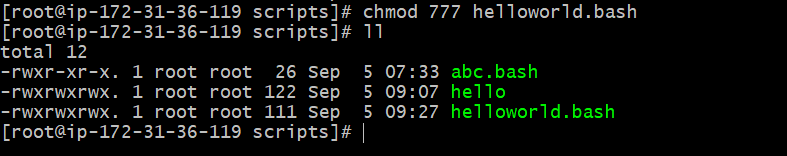 [root@ip-172-31-36-119 scripts]# chmod 777 helloworld.bash
[root@ip-172-31-36-119 scripts]# ll
total 12
-rwxr-xr-x. 1 root root  26 Sep  5 07:33 abc.bash
-rwxrwxrwx. 1 root root 122 Sep  5 09:07 hello
-rwxrwxrwx. 1 root root 111 Sep  5 09:27 helloworld.bash
[root@ip-172-31-36-119 scripts]#